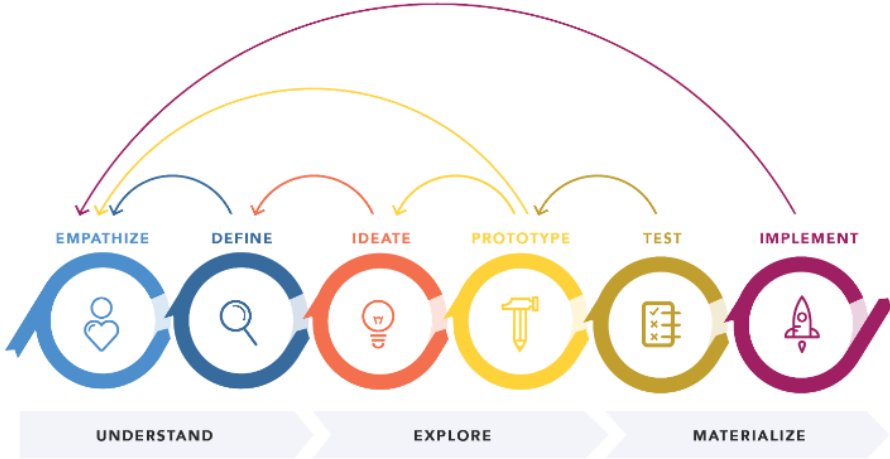 EMPATHIZE
DEFINE
IDEATE
PROTOTYPE
TEST
IMPLEMENT
UNDERSTAND
EXPLORE
MATERIALIZE